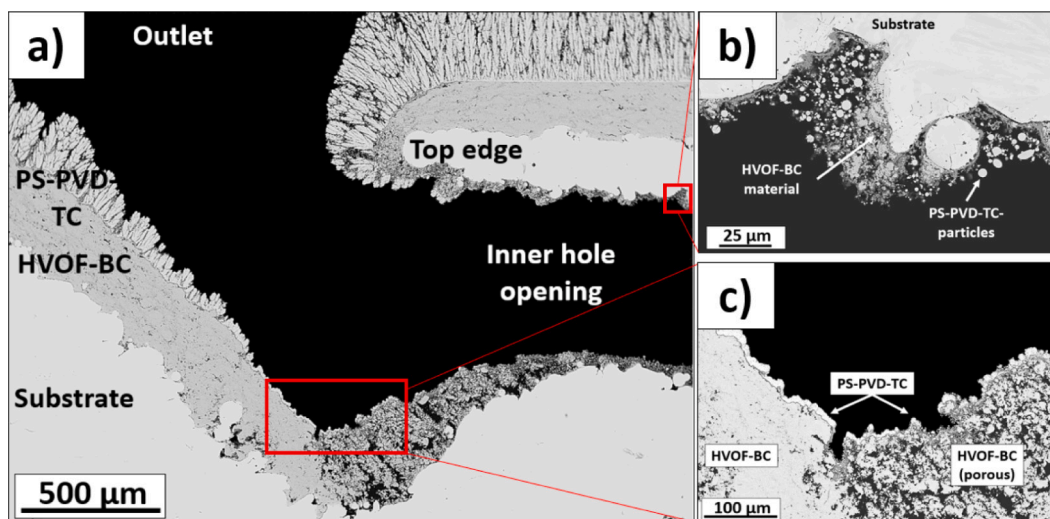 a)
Outlet
Top edge
PS-PVD
TC
HVOF-BC
Inner hole
opening
Substrate
500 µm
b)
Substrate
HVOF-BC
material
PS-PVD-TC-
particles
25 µm
c)
PS-PVD-TC
HVOF-BC
HVOF-BC
(porous)
100 µm